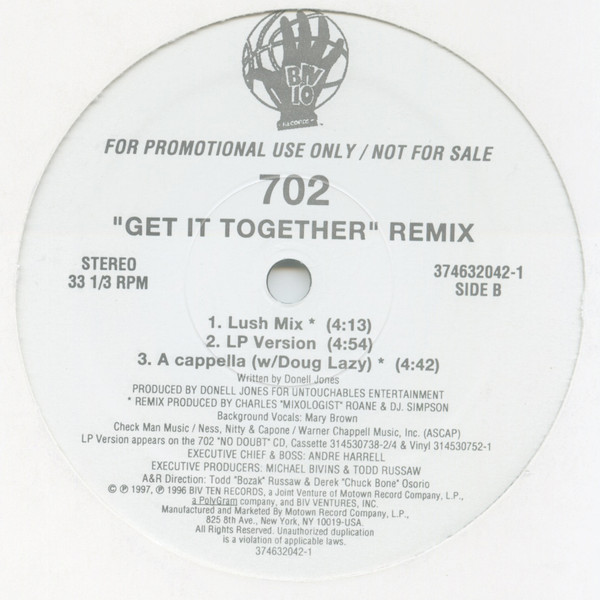 BIV
10
RECORDS
FOR PROMOTIONAL USE ONLY / NOT FOR SALE
702
"GET IT TOGETHER" REMIX
STEREO
33 1/3 RPM
374632042-1
SIDE B
1. Lush Mix * (4:13)
2. LP Version (4:54)
3. A cappella (w/Doug Lazy) * (4:42)
Written by Donell Jones
PRODUCED BY DONELL JONES FOR UNTOUCHABLES ENTERTAINMENT
* REMIX PRODUCED BY CHARLES "MIXOLOGIST" ROANE & DJ. SIMPSON
Background Vocals: Mary Brown
Check Man Music / Ness, Nitty & Capone / Warner Chappell Music, Inc. (ASCAP)
LP Version appears on the 702 "NO DOUBT" CD, Cassette 314530738-2/4 & Vinyl 314530752-1
EXECUTIVE CHIEF & BOSS: ANDRE HARRELL
EXECUTIVE PRODUCERS: MICHAEL BIVINS & TODD RUSSAW
A&R Direction: Todd "Bozak" Russaw & Derek "Chuck Bone" Osorio
© ℗ 1997, ℗ 1996 BIV TEN RECORDS, a Joint Venture of Motown Record Company, L.P.,
a PolyGram company, and BIV VENTURES, INC.
Manufactured and Marketed By Motown Record Company, L.P.,
825 8th Ave., New York, NY 10019-USA.
All Rights Reserved. Unauthorized duplication
is a violation of applicable laws.
374632042-1